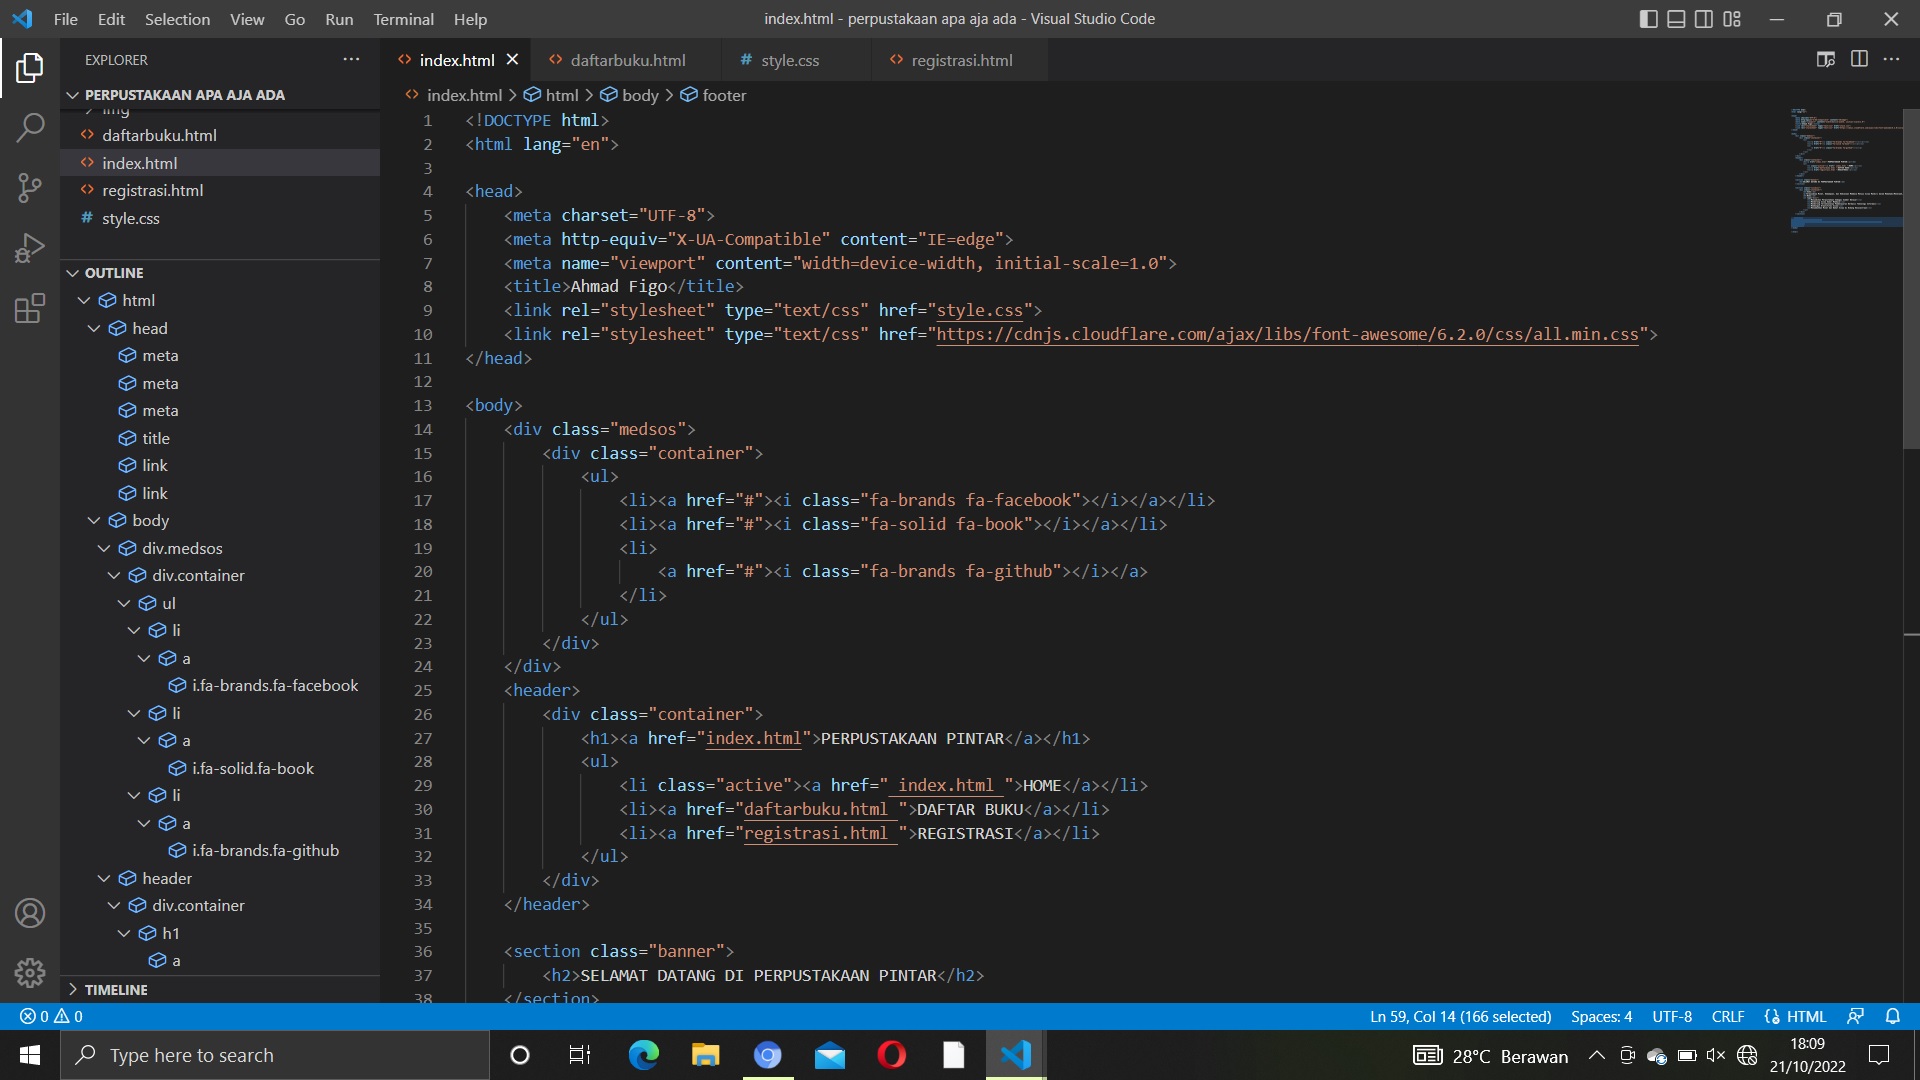 File Edit Selection View Go Run Terminal Help
index.html - perpustakaan apa aja ada - Visual Studio Code
EXPLORER
PERPUSTAKAAN APA AJA ADA
img
daftarbuku.html
index.html
registrasi.html
# style.css
OUTLINE
html
head
meta
meta
meta
title
link
link
body
div.medsos
div.container
ul
li
a
i.fa-brands.fa-facebook
li
a
i.fa-solid.fa-book
li
a
i.fa-brands.fa-github
header
div.container
h1
a
TIMELINE
index.html daftarbuku.html # style.css registrasi.html
index.html > html > body > footer
1 <!DOCTYPE html>
2 <html lang="en">
3
4 <head>
5 <meta charset="UTF-8">
6 <meta http-equiv="X-UA-Compatible" content="IE=edge">
7 <meta name="viewport" content="width=device-width, initial-scale=1.0">
8 <title>Ahmad Figo</title>
9 <link rel="stylesheet" type="text/css" href="style.css">
10 <link rel="stylesheet" type="text/css" href="https://cdnjs.cloudflare.com/ajax/libs/font-awesome/6.2.0/css/all.min.css">
11 </head>
12
13 <body>
14 <div class="medsos">
15 <div class="container">
16 <ul>
17 <li><a href="#"><i class="fa-brands fa-facebook"></i></a></li>
18 <li><a href="#"><i class="fa-solid fa-book"></i></a></li>
19 <li>
20 <a href="#"><i class="fa-brands fa-github"></i></a>
21 </li>
22 </ul>
23 </div>
24 </div>
25 <header>
26 <div class="container">
27 <h1><a href="index.html">PERPUSTAKAAN PINTAR</a></h1>
28 <ul>
29 <li class="active"><a href=" index.html ">HOME</a></li>
30 <li><a href="daftarbuku.html ">DAFTAR BUKU</a></li>
31 <li><a href="registrasi.html ">REGISTRASI</a></li>
32 </ul>
33 </div>
34 </header>
35
36 <section class="banner">
37 <h2>SELAMAT DATANG DI PERPUSTAKAAN PINTAR</h2>
38 </section>
0 0
Ln 59, Col 14 (166 selected) Spaces: 4 UTF-8 CRLF HTML
Type here to search
28°C Berawan
18:09
21/10/2022